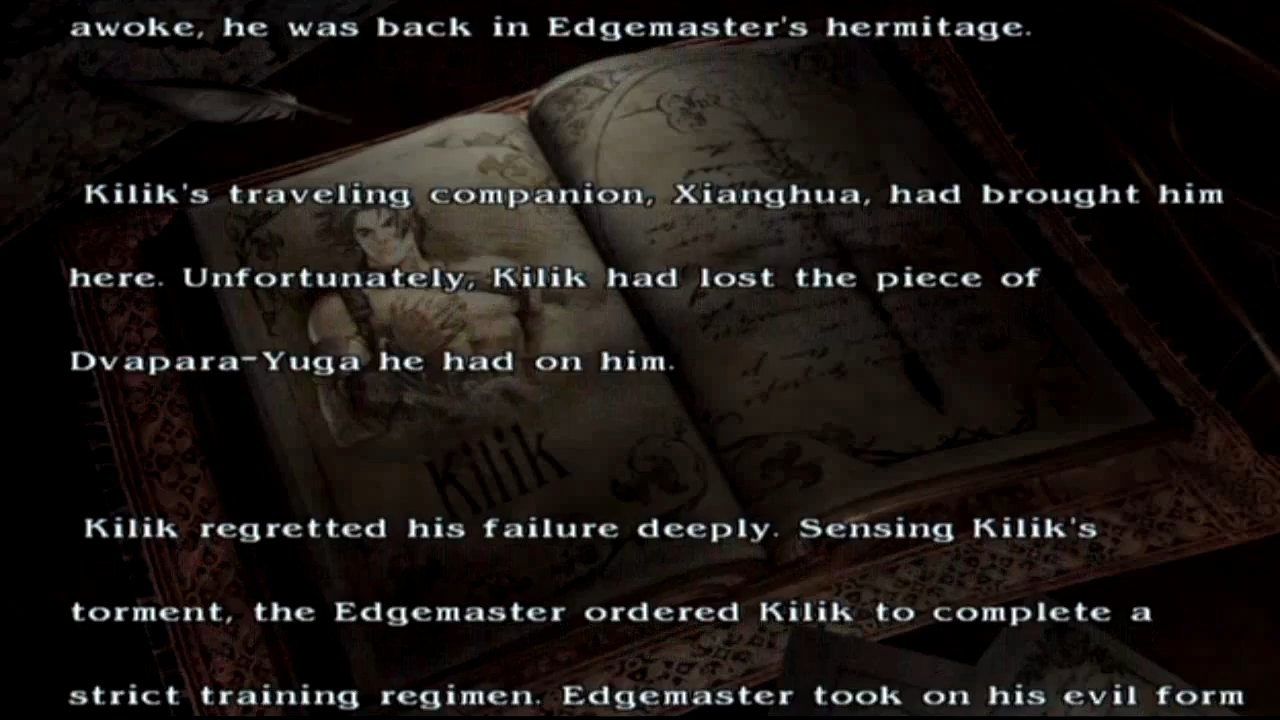 awoke, he was back in Edgemaster's hermitage.
Kilik's traveling companion, Xianghua, had brought him
here. Unfortunately, Kilik had lost the piece of
Dvapara-Yuga he had on him.
Kilik
Kilik regretted his failure deeply. Sensing Kilik's
torment, the Edgemaster ordered Kilik to complete a
strict training regimen. Edgemaster took on his evil form